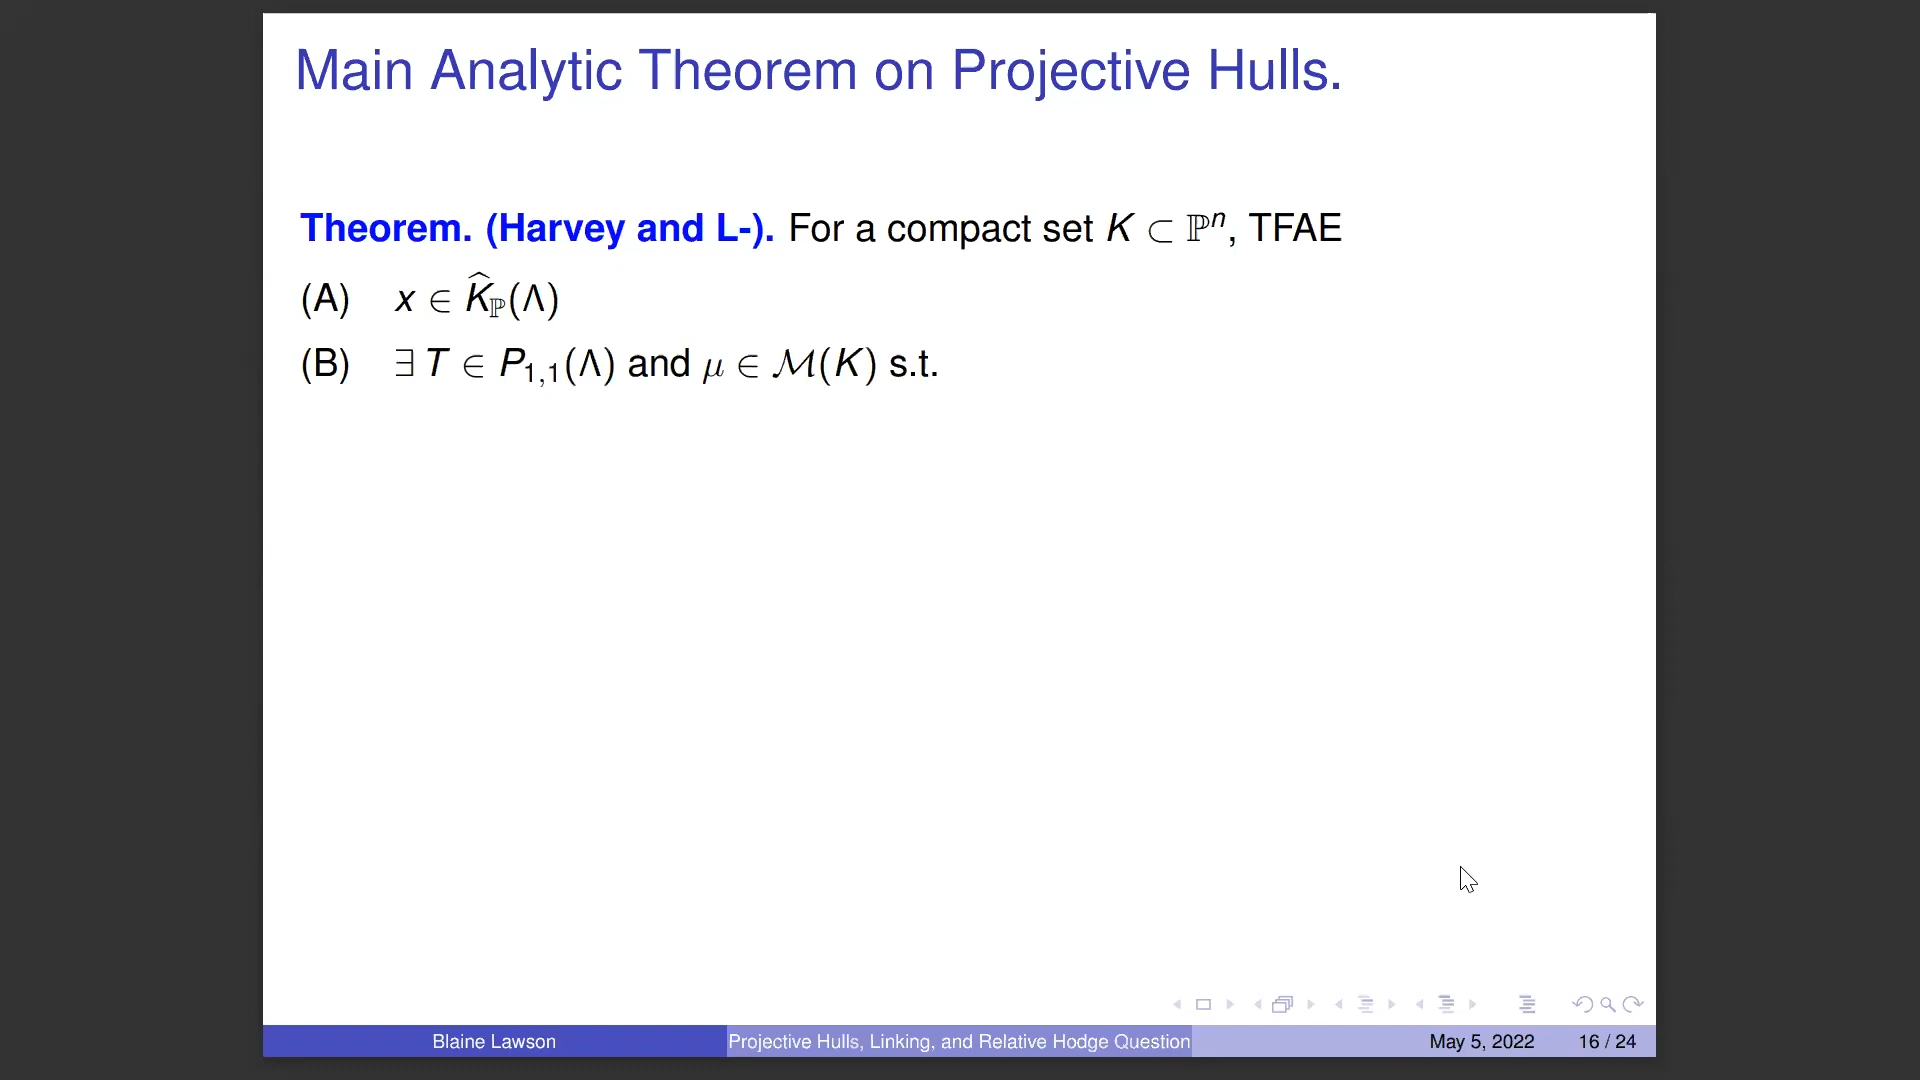 Main Analytic Theorem on Projective Hulls.
Theorem. (Harvey and L-). For a compact set K ⊂ ℙⁿ, TFAE
(A) x ∈ K̂_ℙ(Λ)
(B) ∃ T ∈ P₁,₁(Λ) and μ ∈ ℳ(K) s.t.
Blaine Lawson Projective Hulls, Linking, and Relative Hodge Question May 5, 2022 16 / 24